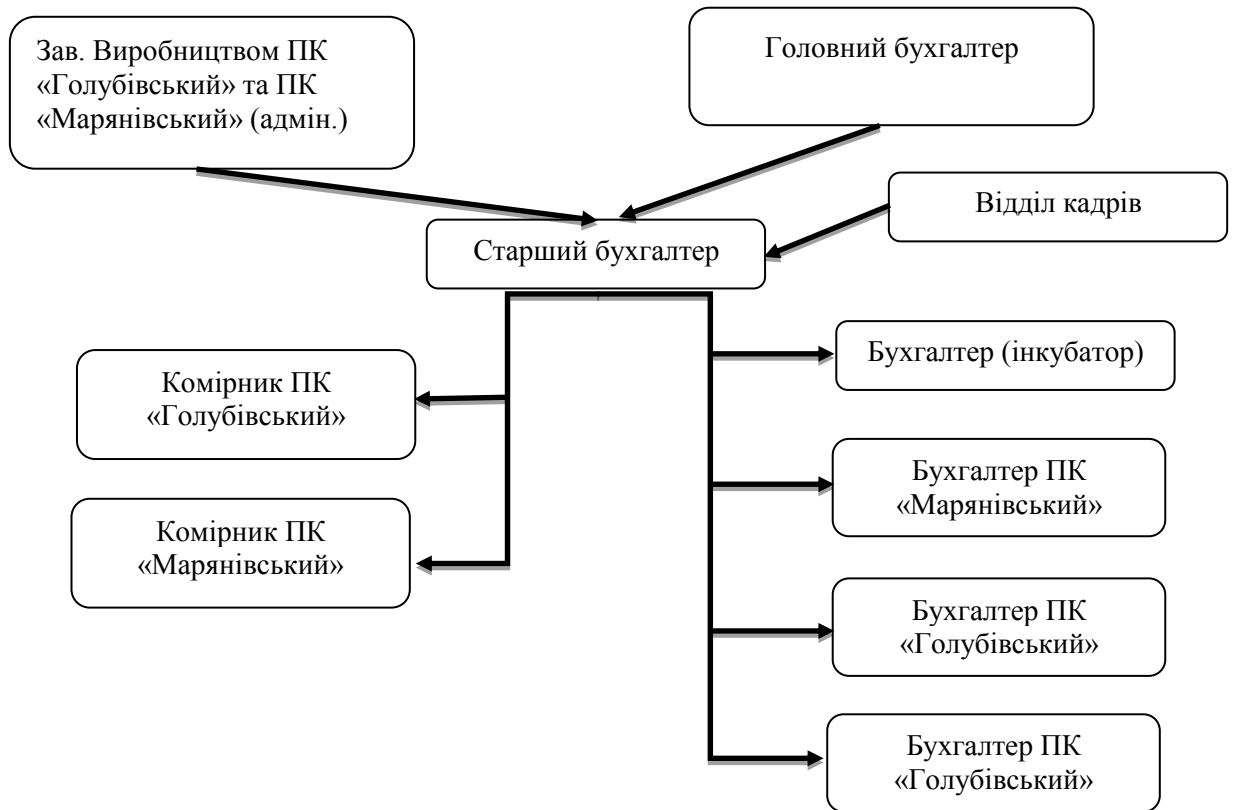 Зав. Виробництвом ПК
«Голубівський» та ПК
«Марянівський» (адмін.)
Головний бухгалтер
Відділ кадрів
Старший бухгалтер
Бухгалтер (інкубатор)
Комірник ПК
«Голубівський»
Бухгалтер ПК
«Марянівський»
Комірник ПК
«Марянівський»
Бухгалтер ПК
«Голубівський»
Бухгалтер ПК
«Голубівський»